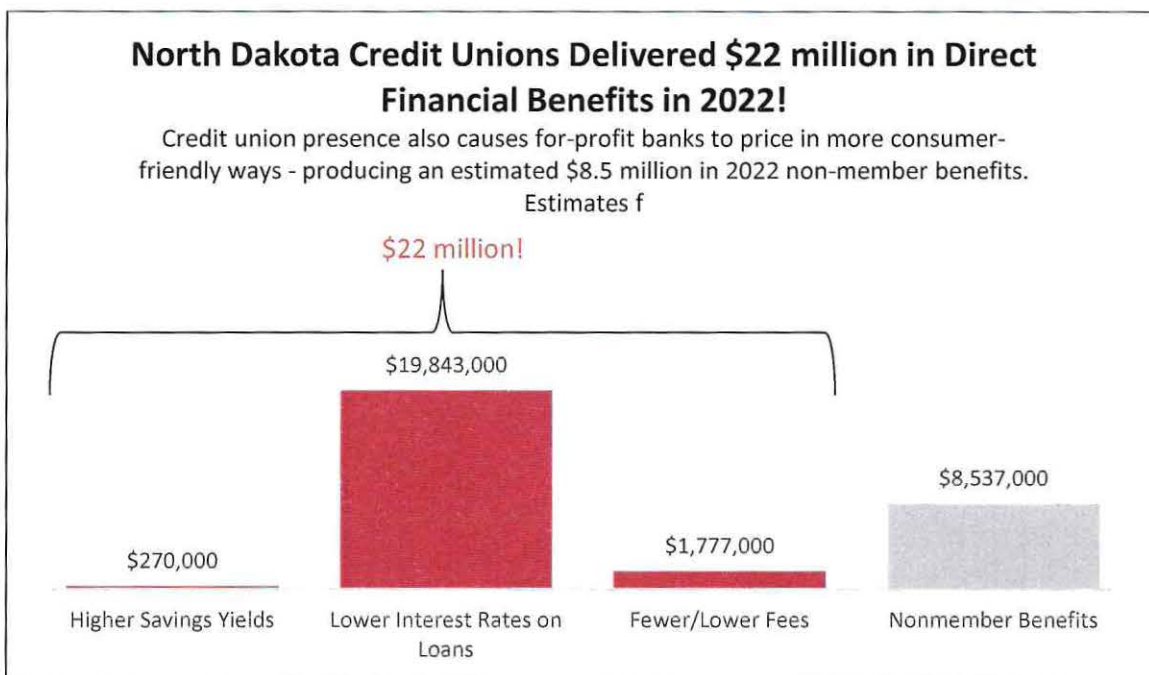 North Dakota Credit Unions Delivered $22 million in Direct
Financial Benefits in 2022!
Credit union presence also causes for-profit banks to price in more consumer-
friendly ways - producing an estimated $8.5 million in 2022 non-member benefits.
Estimates f
$22 million!
$270,000
$19,843,000
$1,777,000
$8,537,000
Higher Savings Yields
Lower Interest Rates on
Loans
Fewer/Lower Fees
Nonmember Benefits